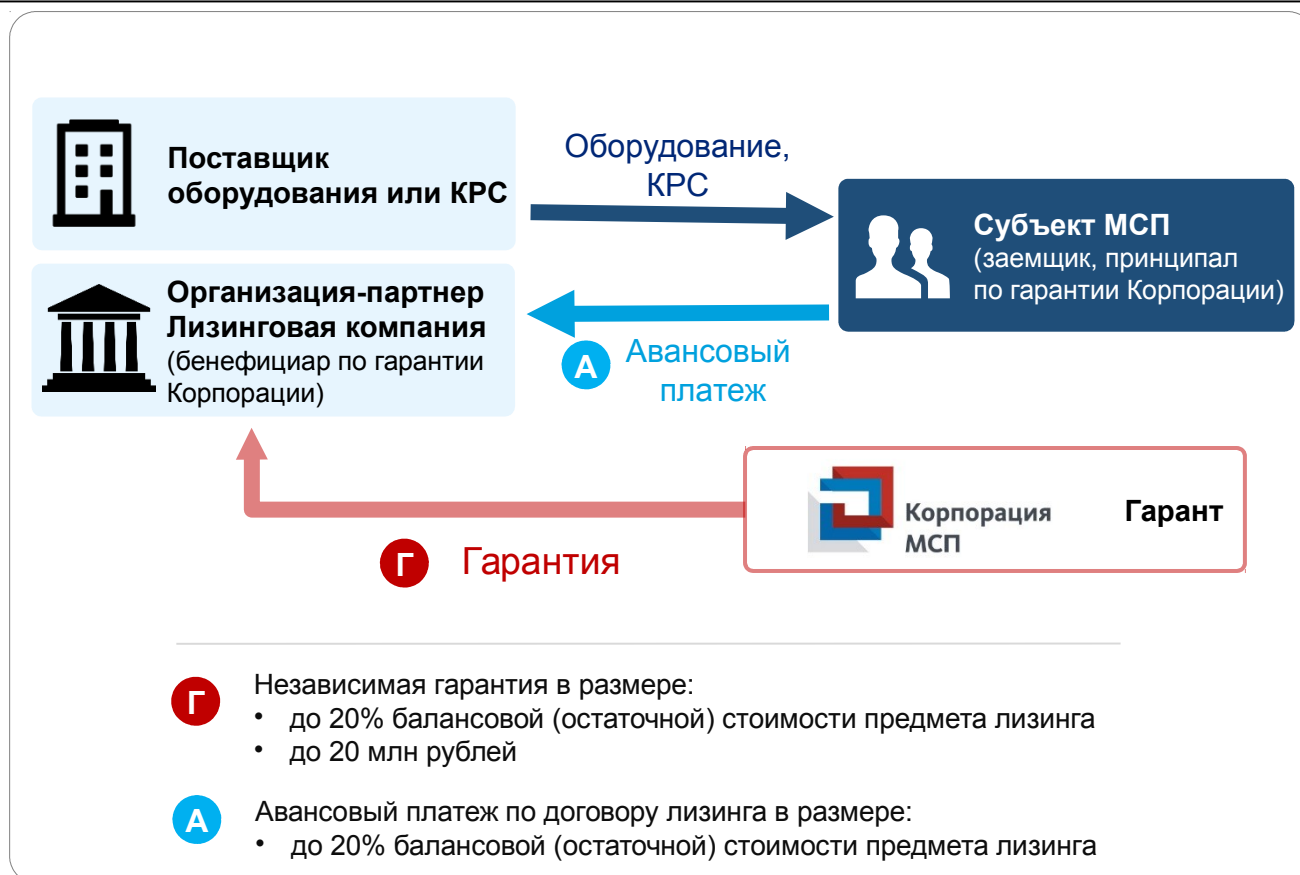 Поставщик
оборудования или КРС
Оборудование,
КРС
Субъект МСП
(заемщик, принципал
по гарантии Корпорации)
Организация-партнер
Лизинговая компания
(бенефициар по гарантии
Корпорации)
А
Авансовый
платеж
Корпорация
МСП
Гарант
Г
Гарантия
Г
Независимая гарантия в размере:
• до 20% балансовой (остаточной) стоимости предмета лизинга
• до 20 млн рублей
А
Авансовый платеж по договору лизинга в размере:
• до 20% балансовой (остаточной) стоимости предмета лизинга